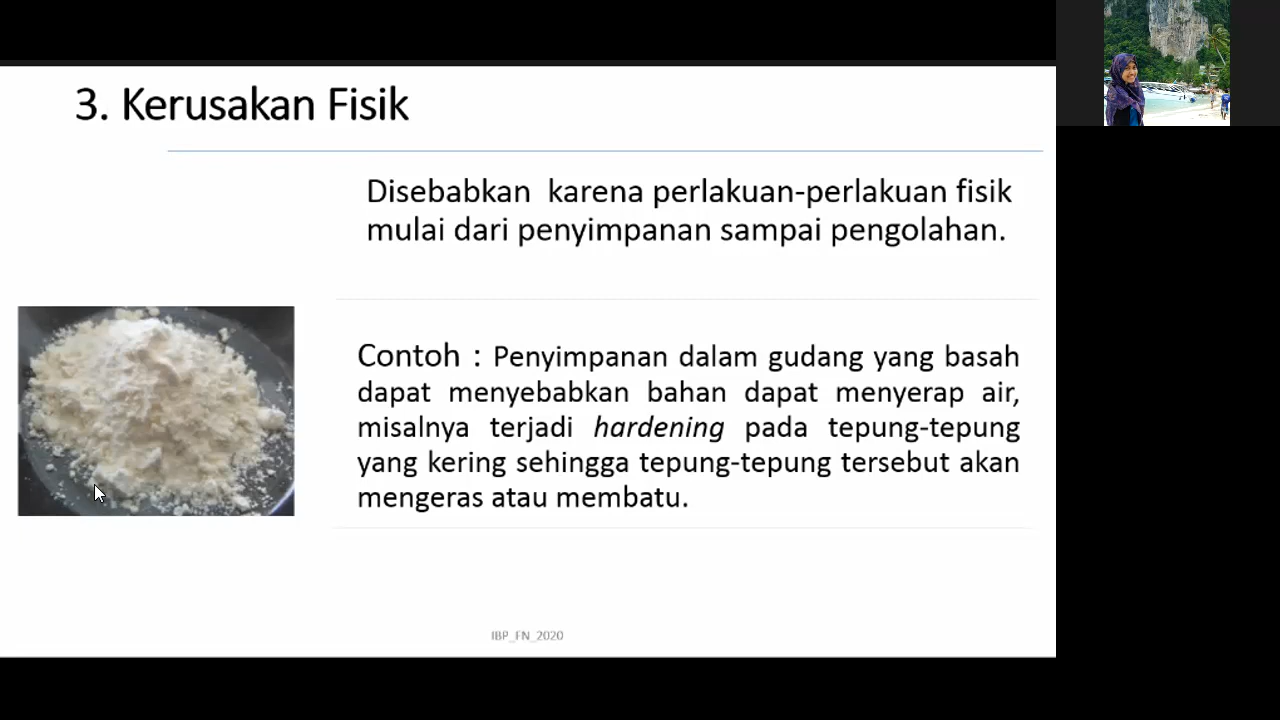 3. Kerusakan Fisik
Disebabkan karena perlakuan-perlakuan fisik
mulai dari penyimpanan sampai pengolahan.
Contoh : Penyimpanan dalam gudang yang basah
dapat menyebabkan bahan dapat menyerap air,
misalnya terjadi hardening pada tepung-tepung
yang kering sehingga tepung-tepung tersebut akan
mengeras atau membatu.
IBP_FN_2020